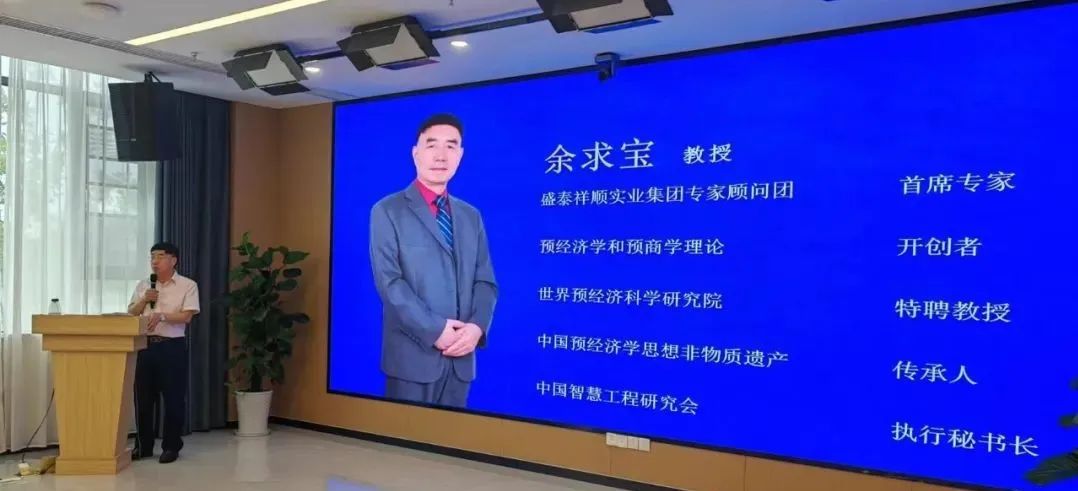 余求宝 教授
盛泰祥顺实业集团专家顾问团 首席专家
预经济学和预商学理论 开创者
世界预经济科学研究院 特聘教授
中国预经济学思想非物质遗产 传承人
中国智慧工程研究会 执行秘书长